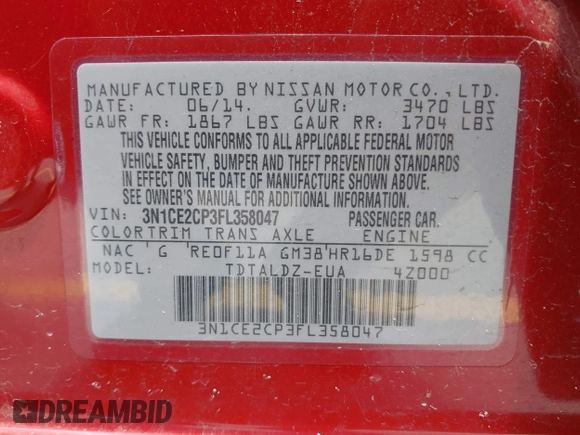 MANUFACTURED BY NISSAN MOTOR CO., LTD.
DATE: 06/14. GVWR: 3470 LBS
GAWR FR: 1867 LBS GAWR RR: 1704 LBS
THIS VEHICLE CONFORMS TO ALL APPLICABLE FEDERAL MOTOR
VEHICLE SAFETY, BUMPER AND THEFT PREVENTION STANDARDS
IN EFFECT ON THE DATE OF MANUFACTURE SHOWN ABOVE.
SEE OWNER'S MANUAL FOR ADDITIONAL INFORMATION.
VIN: 3N1CE2CP3FL358047 PASSENGER CAR.
COLOR TRIM TRANS AXLE ENGINE
NAC G RE0F11A GM38 HR16DE 1598 CC
MODEL: TDTALDZ-EUA 4Z000
3N1CE2CP3FL358047
DREAMBID